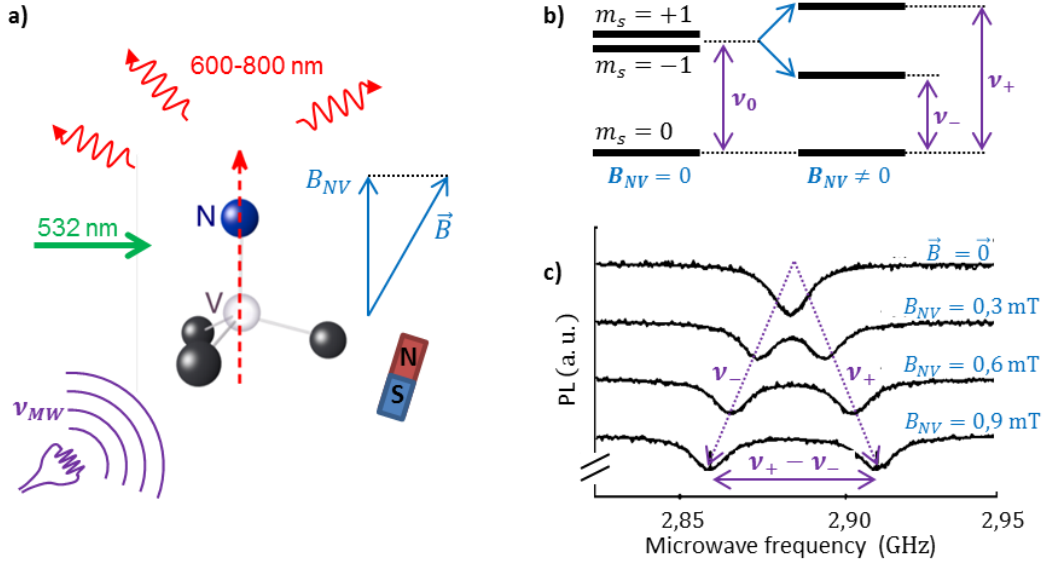 a)
600-800 nm
532 nm
N
V
B_NV
B⃗
N
S
ν_MW
b)
m_s = +1
m_s = −1
m_s = 0
ν_0
ν_−
ν_+
B_NV = 0
B_NV ≠ 0
c)
B⃗ = 0⃗
B_NV = 0,3 mT
B_NV = 0,6 mT
B_NV = 0,9 mT
ν_−
ν_+
ν_+ − ν_−
PL (a. u.)
2,85
2,90
2,95
Microwave frequency (GHz)